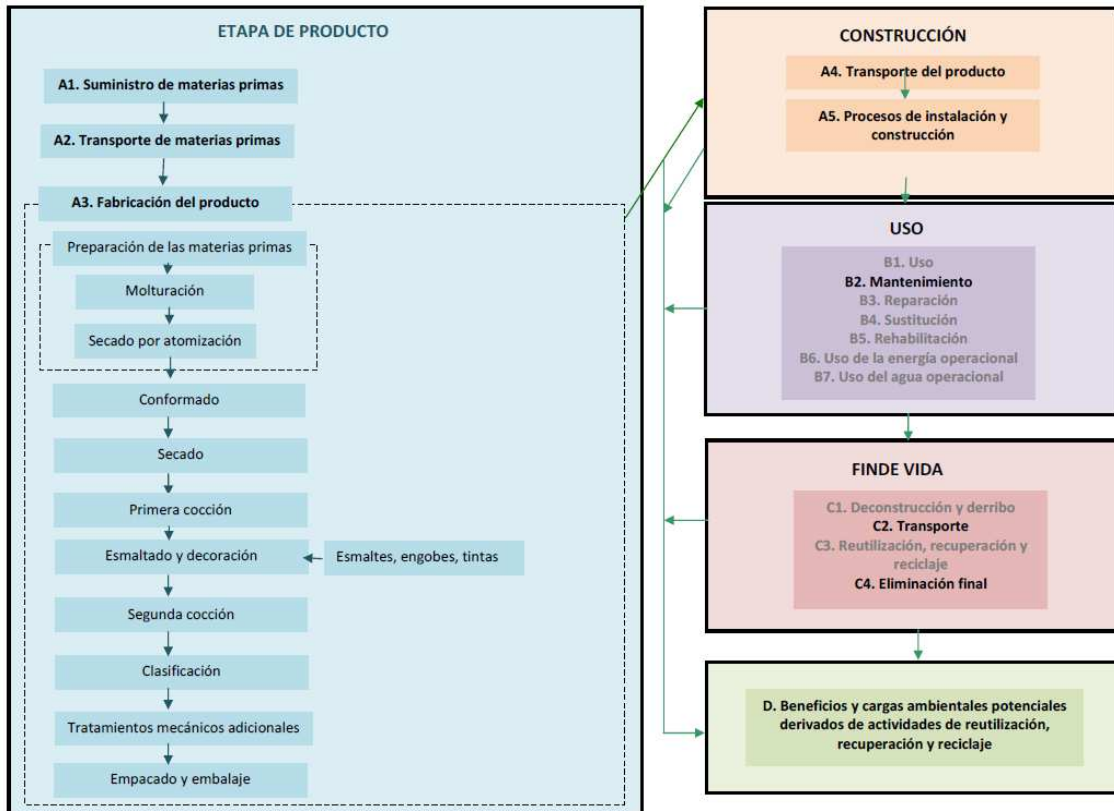 ETAPA DE PRODUCTO
A1. Suministro de materias primas
A2. Transporte de materias primas
A3. Fabricación del producto
Preparación de las materias primas
Molturación
Secado por atomización
Conformado
Secado
Primera cocción
Esmaltado y decoración
Esmaltes, engobes, tintas
Segunda cocción
Clasificación
Tratamientos mecánicos adicionales
Empacado y embalaje
CONSTRUCCIÓN
A4. Transporte del producto
A5. Procesos de instalación y
construcción
USO
B1. Uso
B2. Mantenimiento
B3. Reparación
B4. Sustitución
B5. Rehabilitación
B6. Uso de la energía operacional
B7. Uso del agua operacional
FINDE VIDA
C1. Deconstrucción y derribo
C2. Transporte
C3. Reutilización, recuperación y
reciclaje
C4. Eliminación final
D. Beneficios y cargas ambientales potenciales
derivados de actividades de reutilización,
recuperación y reciclaje